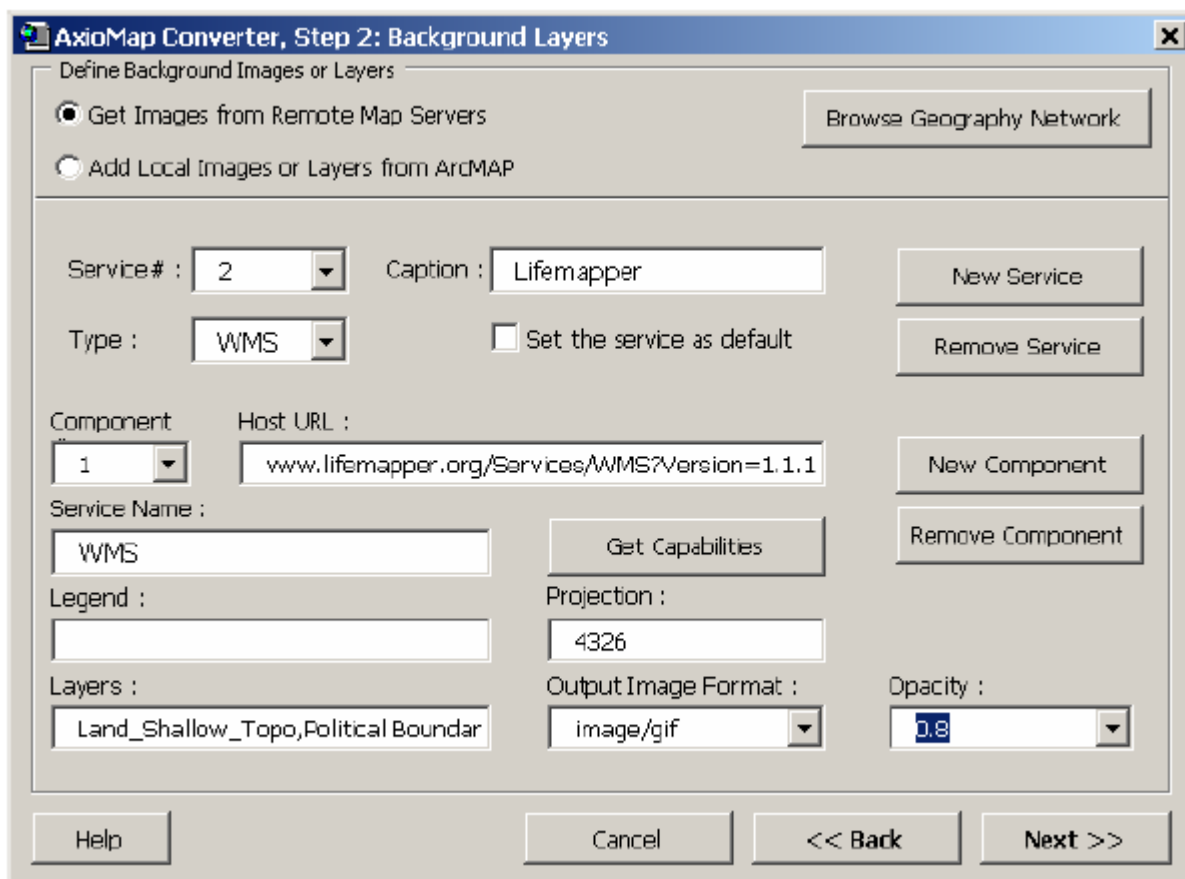 AxioMap Converter, Step 2: Background Layers
Define Background Images or Layers
Get Images from Remote Map Servers
Browse Geography Network
Add Local Images or Layers from ArcMAP
Service# : 2 Caption : Lifemapper New Service
Type : WMS Set the service as default Remove Service
Component Host URL :
1 www.lifemapper.org/Services/WMS?Version=1.1.1 New Component
Service Name :
WMS Get Capabilities Remove Component
Legend : Projection :
4326
Layers : Output Image Format : Opacity :
Land_Shallow_Topo,Political Boundar image/gif 0.8
Help Cancel << Back Next >>